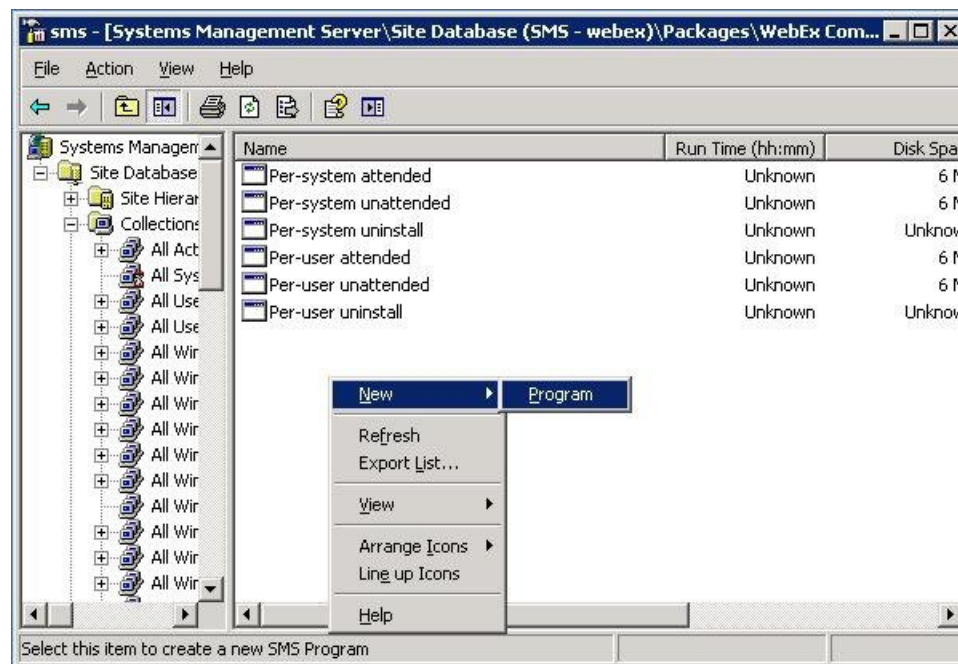 sms - [Systems Management Server\Site Database (SMS - webex)\Packages\WebEx Com...
File Action View Help
Systems Managem
Name Run Time (hh:mm) Disk Spa
Site Database
Per-system attended Unknown 6 M
Site Hierar
Per-system unattended Unknown 6 M
Collections
Per-system uninstall Unknown Unknow
All Act
Per-user attended Unknown 6 M
All Sys
Per-user unattended Unknown 6 M
All Use
Per-user uninstall Unknown Unknow
All Use
All Wir
All Wir
All Wir
All Wir
All Wir
All Wir
All Wir
All Wir
All Wir
New Program
Refresh
Export List...
View
Arrange Icons
Line up Icons
Help
Select this item to create a new SMS Program